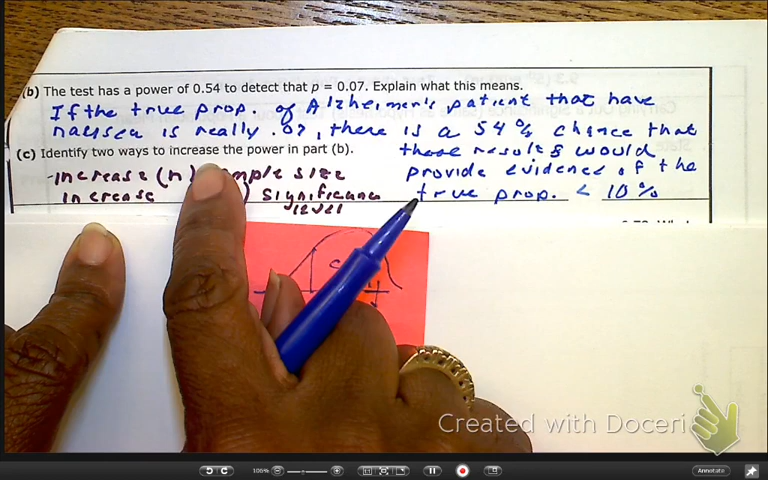 (b) The test has a power of 0.54 to detect that p = 0.07. Explain what this means.
If the true prop. of Alzheimer's patient that have
nausea is really .07, there is a 54% chance that
these results would
provide evidence of the
true prop. < 10%
(c) Identify two ways to increase the power in part (b).
-increase (n) sample size
increase ) significance
level
Created with Doceri
106%
Annotate